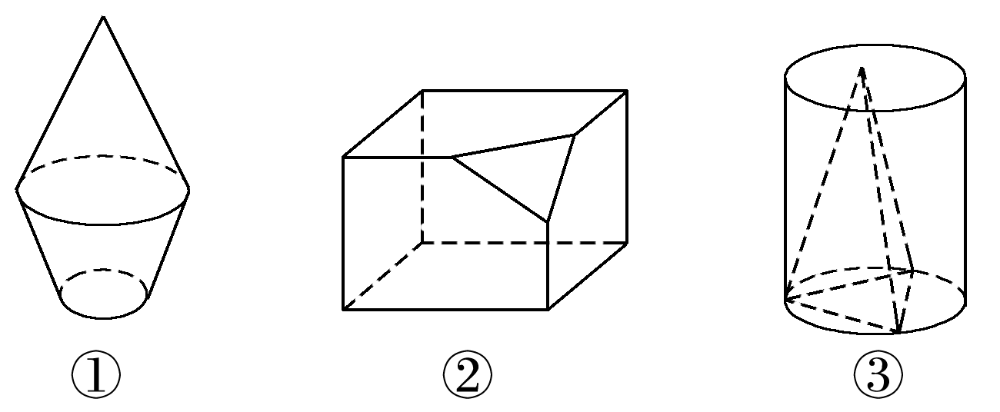 ① ② ③